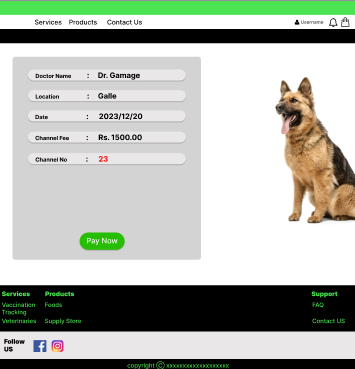 Services Products Contact Us Username
Doctor Name : Dr. Gamage
Location : Galle
Date : 2023/12/20
Channel Fee : Rs. 1500.00
Channel No : 23
Pay Now
Services Products Support
Vaccination Tracking Foods FAQ
Veterinaries Supply Store Contact US
Follow US
copyright © xxxxxxxxxxxxxxxxxxx